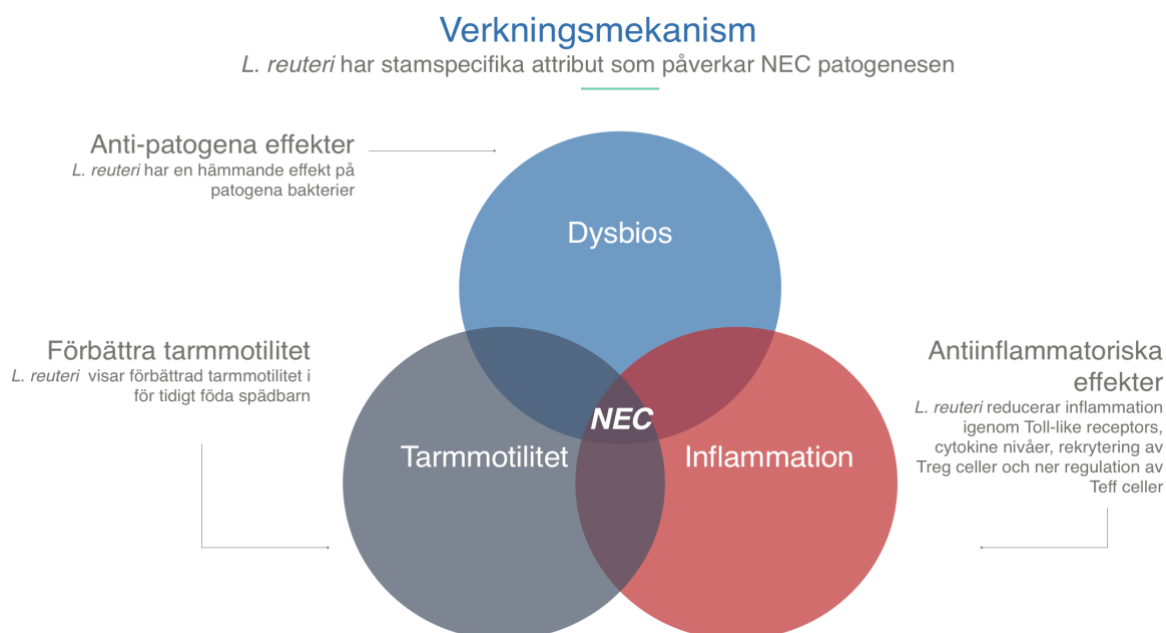 Verkningsmekanism
L. reuteri har stamspecifika attribut som påverkar NEC patogenesen
Anti-patogena effekter
L. reuteri har en hämmande effekt på
patogena bakterier
Dysbios
Förbättra tarmmotilitet
L. reuteri visar förbättrad tarmmotilitet i
för tidigt föda spädbarn
Antiinflammatoriska
effekter
L. reuteri reducerar inflammation
igenom Toll-like receptors,
cytokine nivåer, rekrytering av
Treg celler och ner regulation av
Teff celler
NEC
Tarmmotilitet
Inflammation